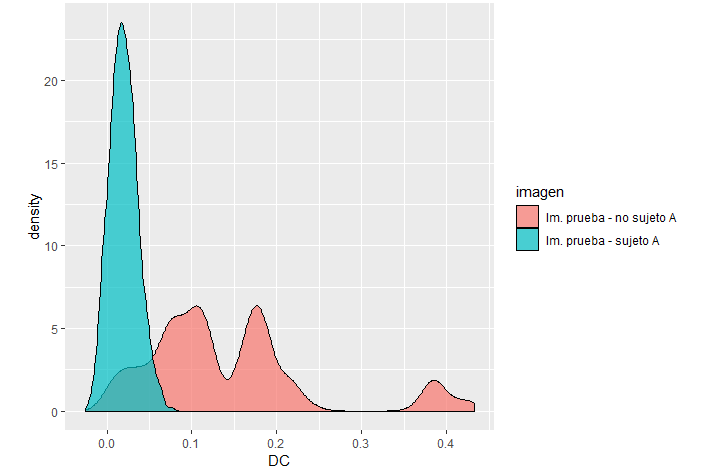 density
20
15
10
5
0
0.0
0.1
0.2
0.3
0.4
DC
imagen
Im. prueba - no sujeto A
Im. prueba - sujeto A